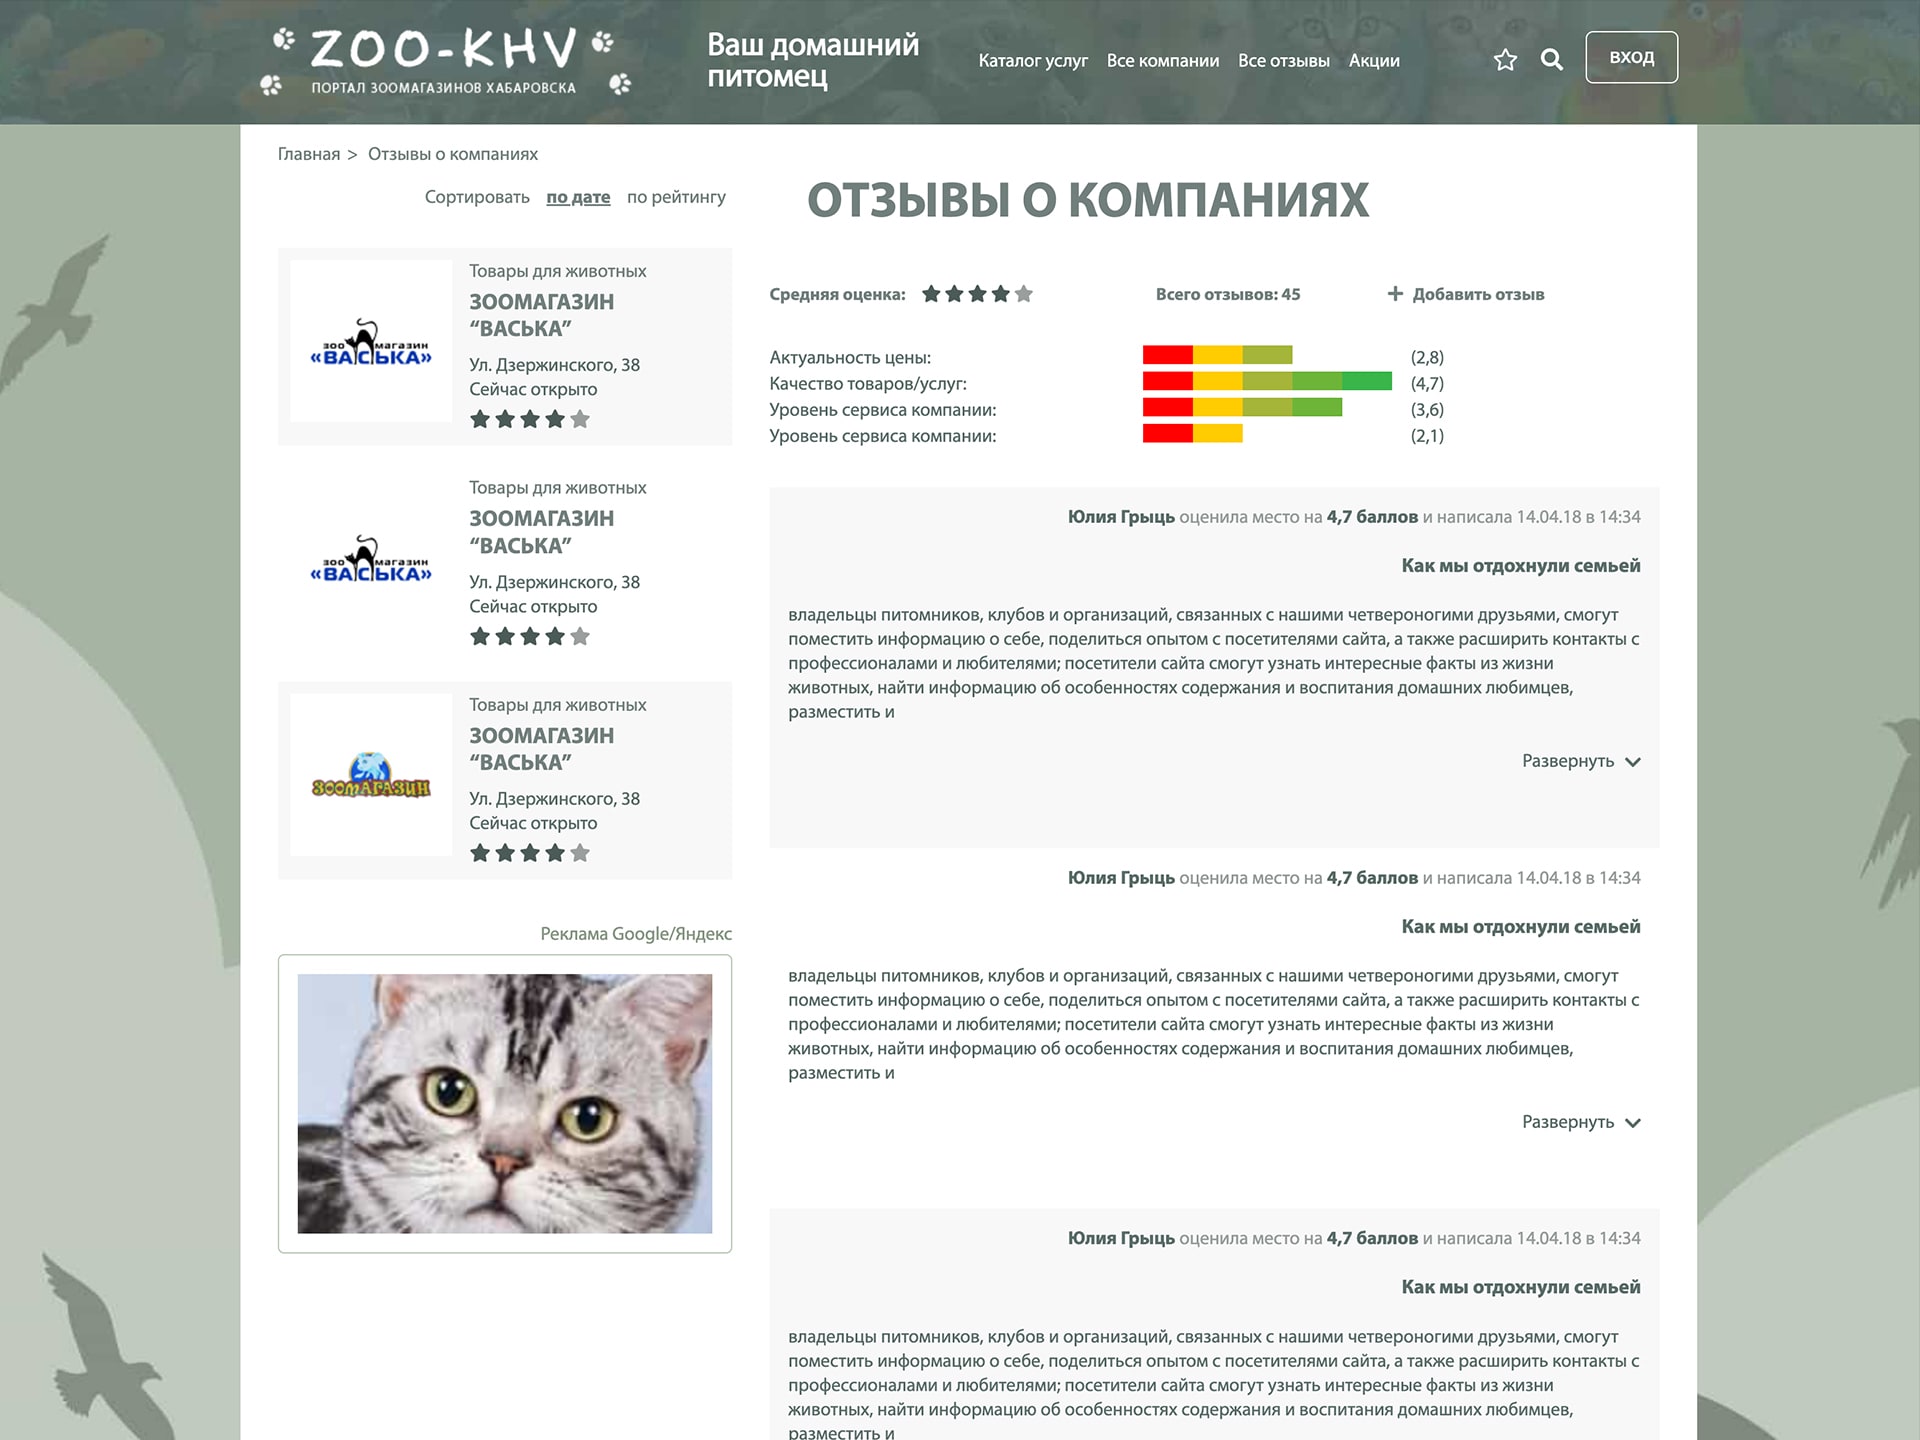 ZOO-KHV
ПОРТАЛ ЗООМАГАЗИНОВ ХАБАРОВСКА
Ваш домашний
питомец
Каталог услуг Все компании Все отзывы Акции
ВХОД
Главная > Отзывы о компаниях
Сортировать по дате по рейтингу
Товары для животных
ЗООМАГАЗИН
“ВАСЬКА”
Ул. Дзержинского, 38
Сейчас открыто
зоо магазин
«ВАСЬКА»
Товары для животных
ЗООМАГАЗИН
“ВАСЬКА”
Ул. Дзержинского, 38
Сейчас открыто
зоо магазин
«ВАСЬКА»
Товары для животных
ЗООМАГАЗИН
“ВАСЬКА”
Ул. Дзержинского, 38
Сейчас открыто
ЗООМАГАЗИН
Реклама Google/Яндекс
ОТЗЫВЫ О КОМПАНИЯХ
Средняя оценка: Всего отзывов: 45 + Добавить отзыв
Актуальность цены: (2,8)
Качество товаров/услуг: (4,7)
Уровень сервиса компании: (3,6)
Уровень сервиса компании: (2,1)
Юлия Грыць оценила место на 4,7 баллов и написала 14.04.18 в 14:34
Как мы отдохнули семьей
владельцы питомников, клубов и организаций, связанных с нашими четвероногими друзьями, смогут
поместить информацию о себе, поделиться опытом с посетителями сайта, а также расширить контакты с
профессионалами и любителями; посетители сайта смогут узнать интересные факты из жизни
животных, найти информацию об особенностях содержания и воспитания домашних любимцев,
разместить и
Развернуть
Юлия Грыць оценила место на 4,7 баллов и написала 14.04.18 в 14:34
Как мы отдохнули семьей
владельцы питомников, клубов и организаций, связанных с нашими четвероногими друзьями, смогут
поместить информацию о себе, поделиться опытом с посетителями сайта, а также расширить контакты с
профессионалами и любителями; посетители сайта смогут узнать интересные факты из жизни
животных, найти информацию об особенностях содержания и воспитания домашних любимцев,
разместить и
Развернуть
Юлия Грыць оценила место на 4,7 баллов и написала 14.04.18 в 14:34
Как мы отдохнули семьей
владельцы питомников, клубов и организаций, связанных с нашими четвероногими друзьями, смогут
поместить информацию о себе, поделиться опытом с посетителями сайта, а также расширить контакты с
профессионалами и любителями; посетители сайта смогут узнать интересные факты из жизни
животных, найти информацию об особенностях содержания и воспитания домашних любимцев,
разместить и